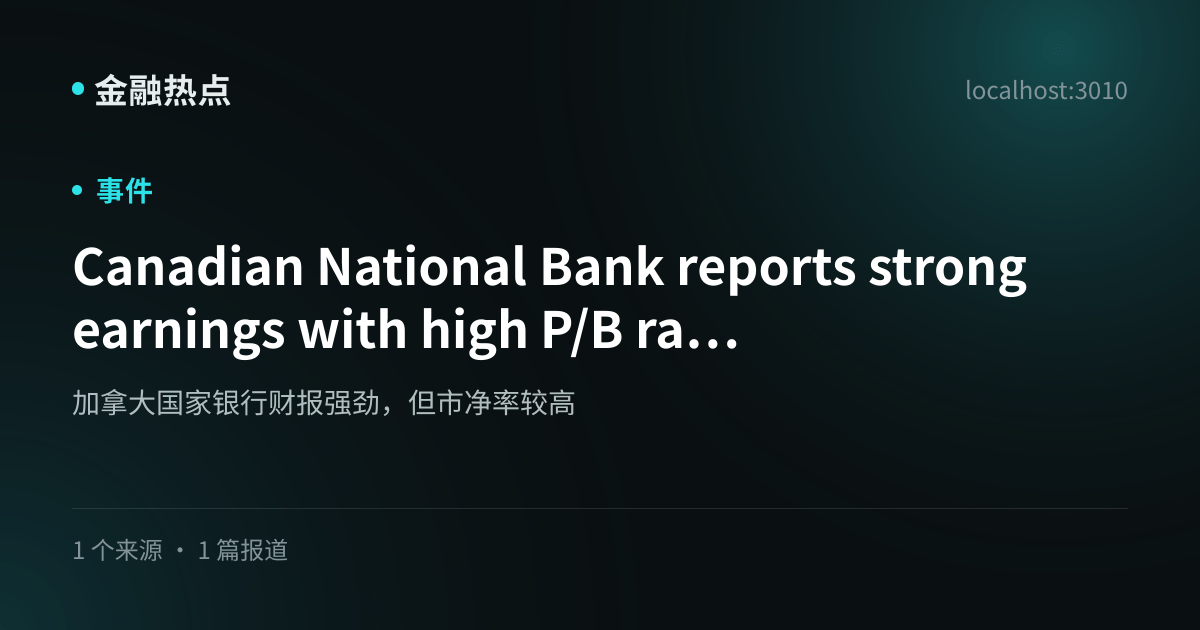 金融热点
localhost:3010
事件
Canadian National Bank reports strong
earnings with high P/B ra…
加拿大国家银行财报强劲，但市净率较高
1 个来源 · 1 篇报道